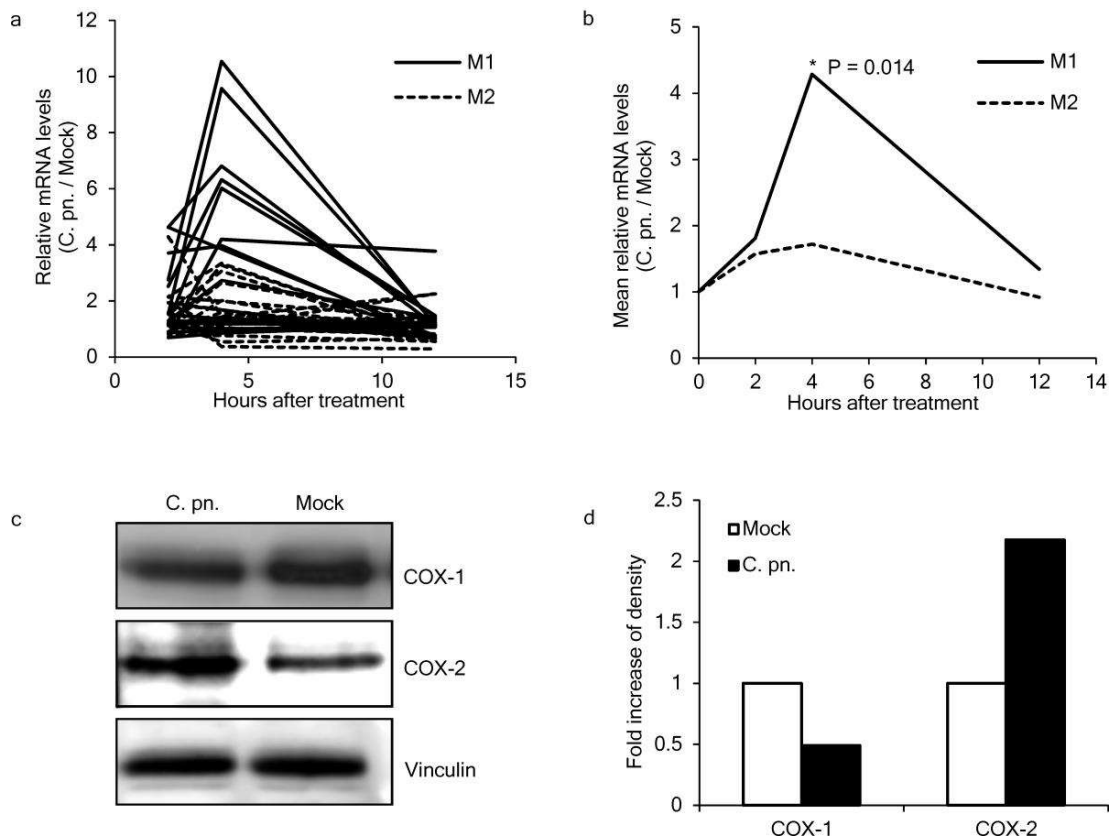 a
Relative mRNA levels
(C. pn. / Mock)
12
10
8
6
4
2
0
0 5 10 15
Hours after treatment
M1
M2
b
Mean relative mRNA levels
(C. pn. / Mock)
5
4
3
2
1
0
0 2 4 6 8 10 12 14
Hours after treatment
* P = 0.014
M1
M2
c
C. pn. Mock
COX-1
COX-2
Vinculin
d
Fold increase of density
2.5
2
1.5
1
0.5
0
Mock
C. pn.
COX-1 COX-2